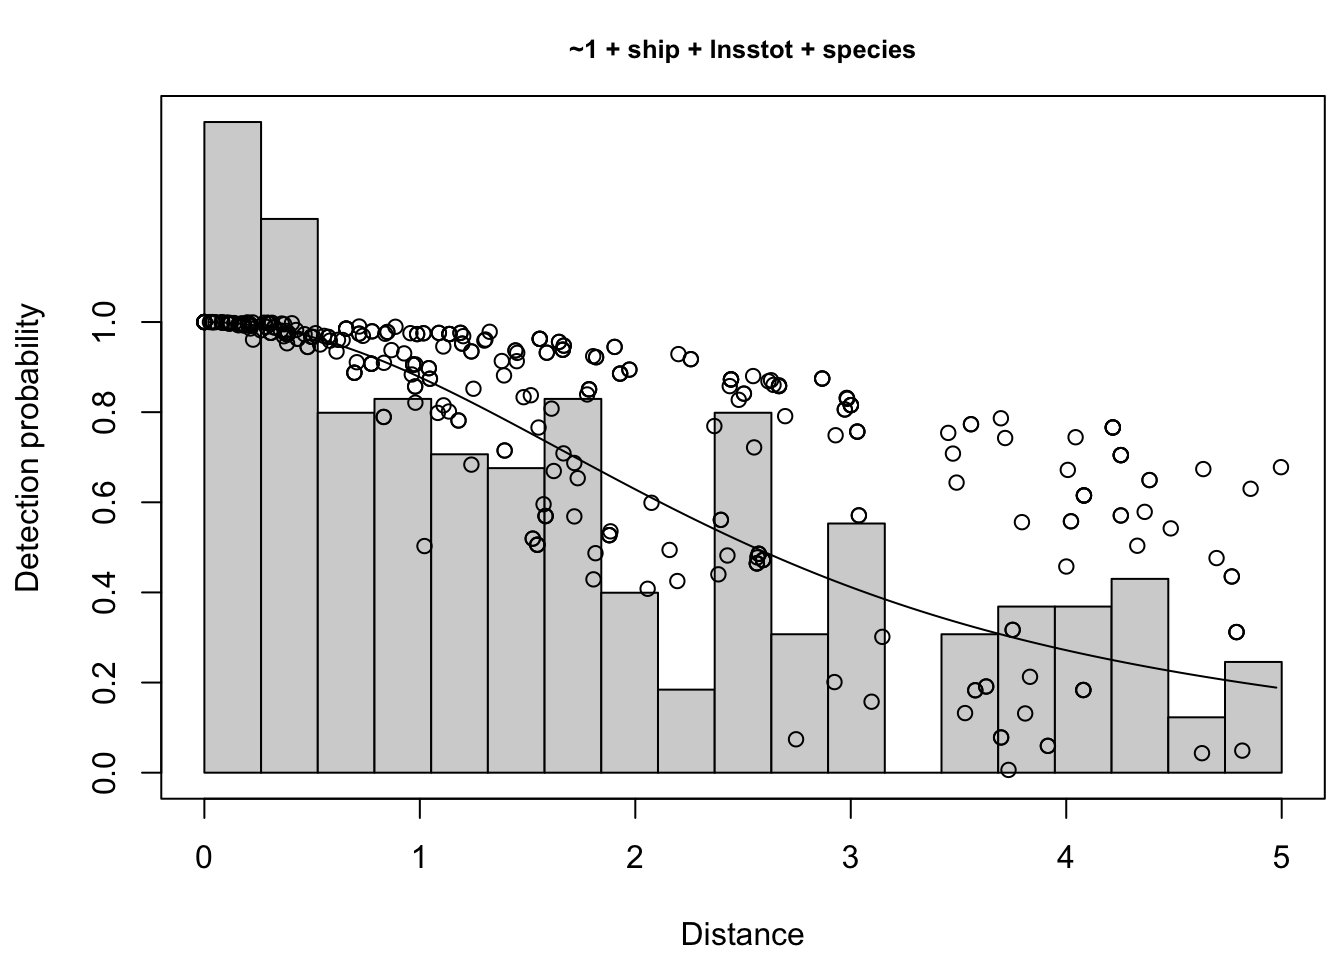 ~1 + ship + lnsstot + species
Detection probability
1.0
0.8
0.6
0.4
0.2
0.0
0 1 2 3 4 5
Distance